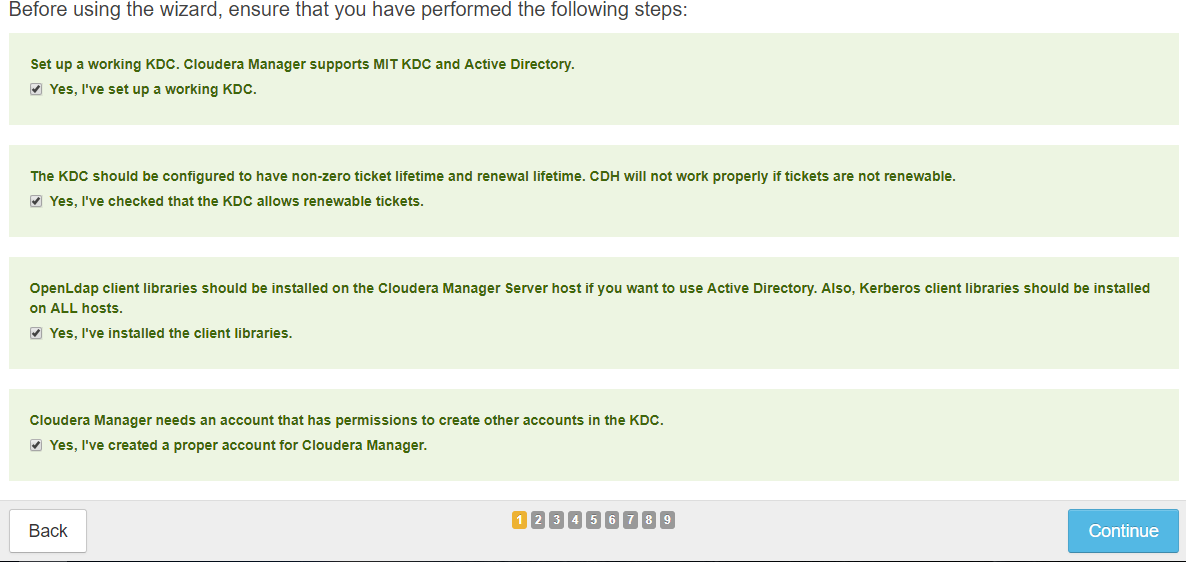 Before using the wizard, ensure that you have performed the following steps:
Set up a working KDC. Cloudera Manager supports MIT KDC and Active Directory.
Yes, I've set up a working KDC.
The KDC should be configured to have non-zero ticket lifetime and renewal lifetime. CDH will not work properly if tickets are not renewable.
Yes, I've checked that the KDC allows renewable tickets.
OpenLdap client libraries should be installed on the Cloudera Manager Server host if you want to use Active Directory. Also, Kerberos client libraries should be installed
on ALL hosts.
Yes, I've installed the client libraries.
Cloudera Manager needs an account that has permissions to create other accounts in the KDC.
Yes, I've created a proper account for Cloudera Manager.
Back 1 2 3 4 5 6 7 8 9 Continue